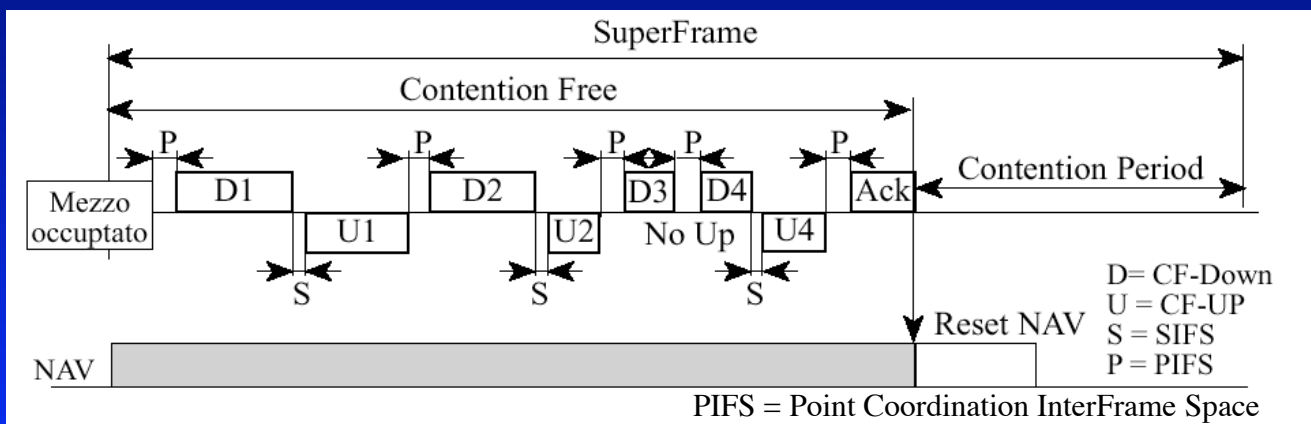 SuperFrame
Contention Free
P
P
P
P
P
Contention Period
Mezzo
occuptato
D1
D2
D3
D4
Ack
U1
U2
No Up
U4
S
S
S
D= CF-Down
U = CF-UP
S = SIFS
P = PIFS
Reset NAV
NAV
PIFS = Point Coordination InterFrame Space